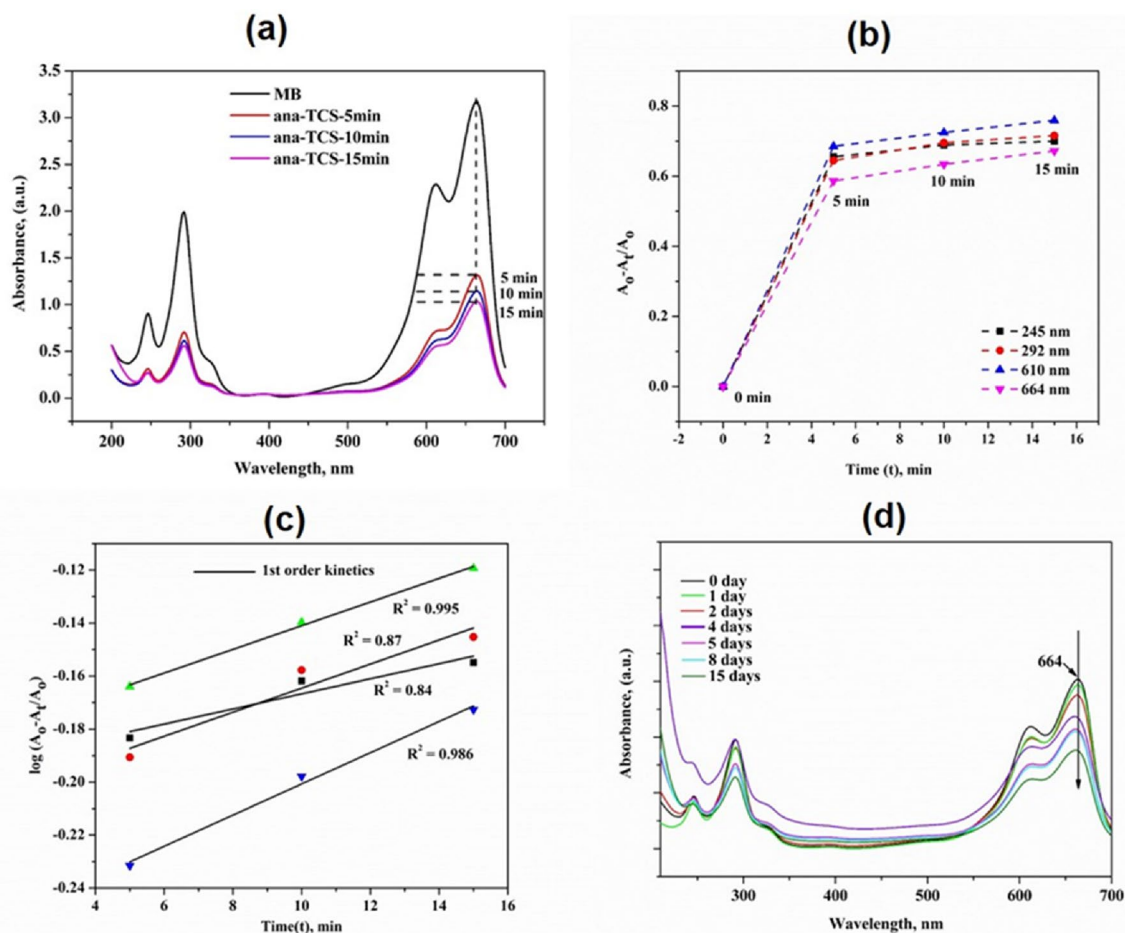 (a)
3.5
3.0
2.5
2.0
1.5
1.0
0.5
0.0
Absorbance, (a.u.)
MB
ana-TCS-5min
ana-TCS-10min
ana-TCS-15min
5 min
10 min
15 min
200 300 400 500 600 700
Wavelength, nm
(b)
0.8
0.6
0.4
0.2
0.0
A₀-Aₜ/A₀
5 min
10 min
15 min
0 min
245 nm
292 nm
610 nm
664 nm
-2 0 2 4 6 8 10 12 14 16
Time (t), min
(c)
-0.12
-0.14
-0.16
-0.18
-0.20
-0.22
-0.24
log (A₀-Aₜ/A₀)
1st order kinetics
R² = 0.995
R² = 0.87
R² = 0.84
R² = 0.986
4 6 8 10 12 14 16
Time(t), min
(d)
Absorbance, (a.u.)
0 day
1 day
2 days
4 days
5 days
8 days
15 days
664
300 400 500 600 700
Wavelength, nm